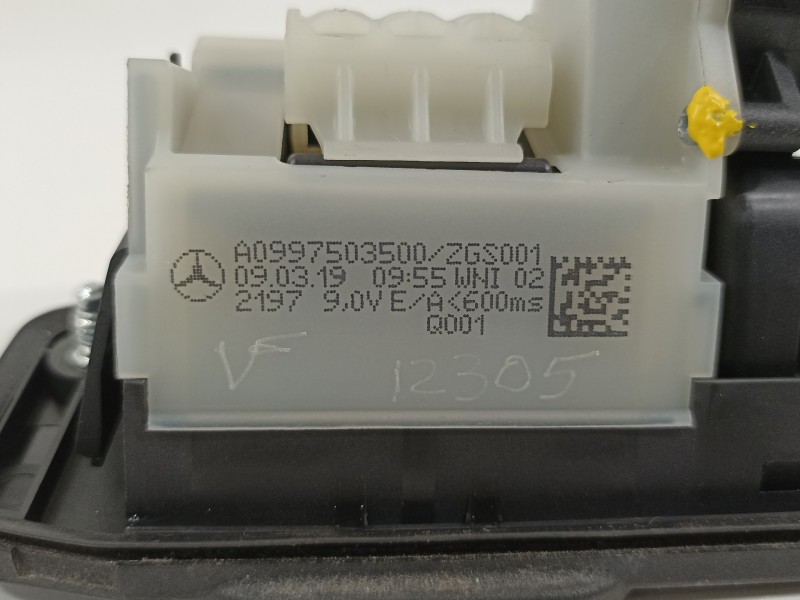 A0997503500/ZGS001
09.03.19 09:55 WNI 02
2197 9.0V E/A<600ms
Q001
VF 12305